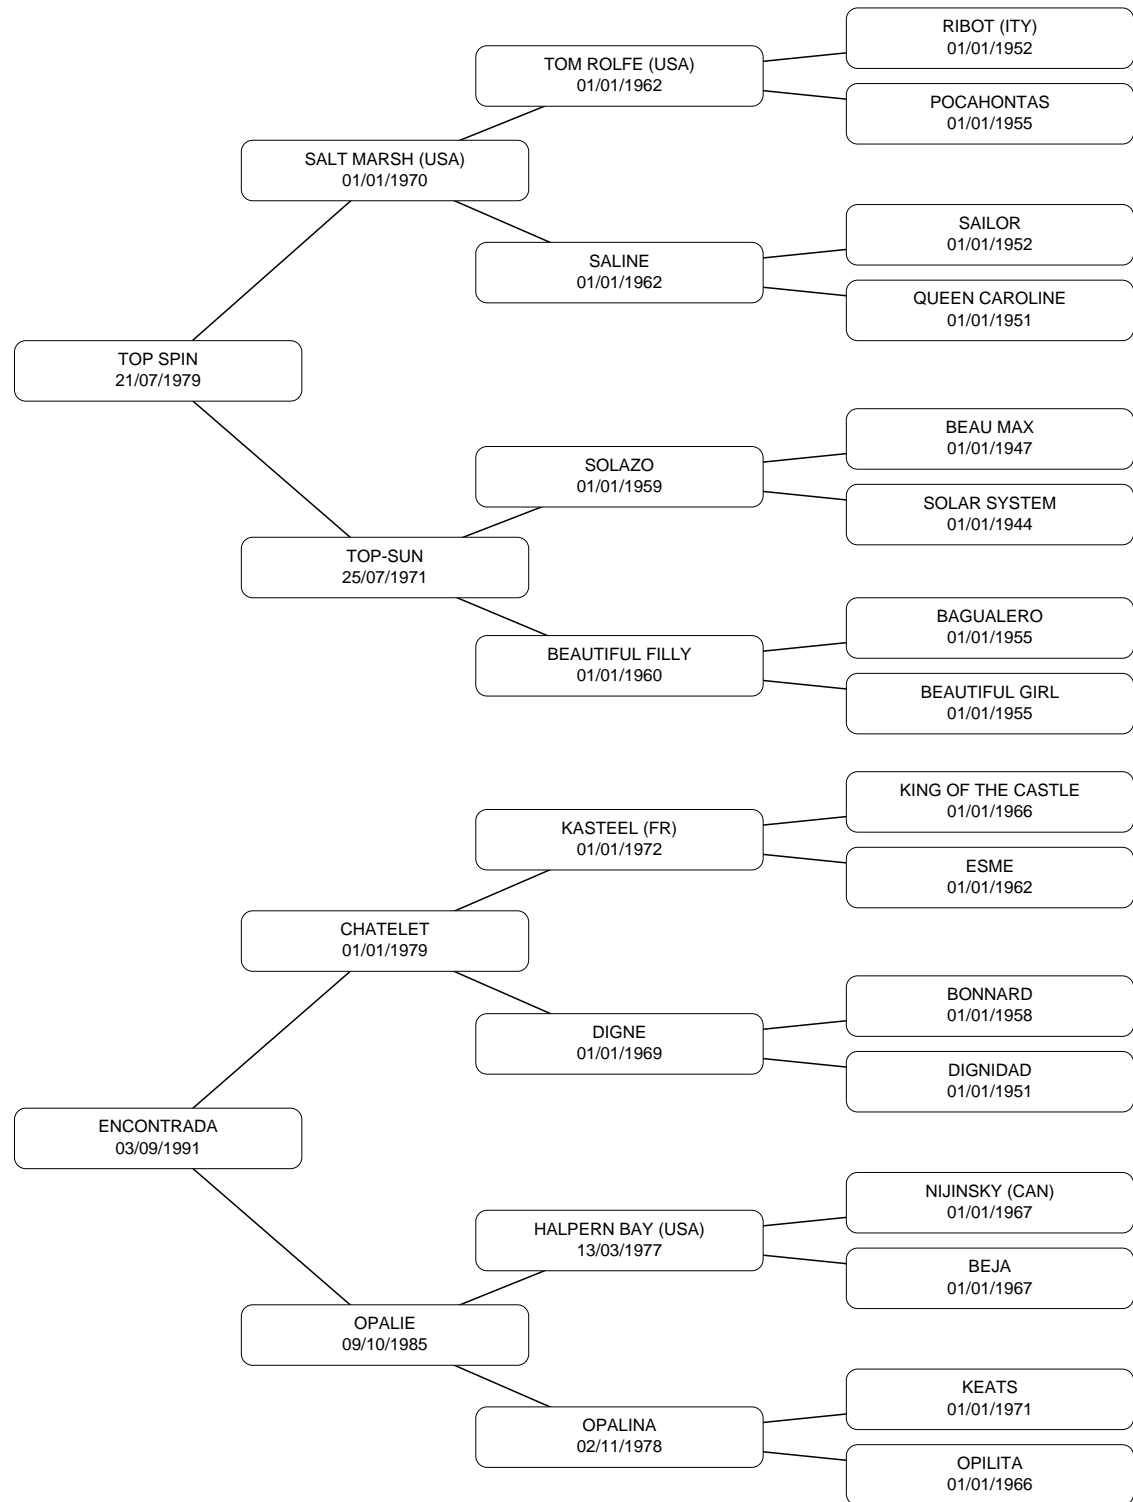 RIBOT (ITY)
01/01/1952
TOM ROLFE (USA)
01/01/1962
POCAHONTAS
01/01/1955
SALT MARSH (USA)
01/01/1970
SAILOR
01/01/1952
SALINE
01/01/1962
QUEEN CAROLINE
01/01/1951
TOP SPIN
21/07/1979
BEAU MAX
01/01/1947
SOLAZO
01/01/1959
SOLAR SYSTEM
01/01/1944
TOP-SUN
25/07/1971
BAGUALERO
01/01/1955
BEAUTIFUL FILLY
01/01/1960
BEAUTIFUL GIRL
01/01/1955
KING OF THE CASTLE
01/01/1966
KASTEEL (FR)
01/01/1972
ESME
01/01/1962
CHATELET
01/01/1979
BONNARD
01/01/1958
DIGNE
01/01/1969
DIGNIDAD
01/01/1951
ENCONTRADA
03/09/1991
NIJINSKY (CAN)
01/01/1967
HALPERN BAY (USA)
13/03/1977
BEJA
01/01/1967
OPALIE
09/10/1985
KEATS
01/01/1971
OPALINA
02/11/1978
OPILITA
01/01/1966